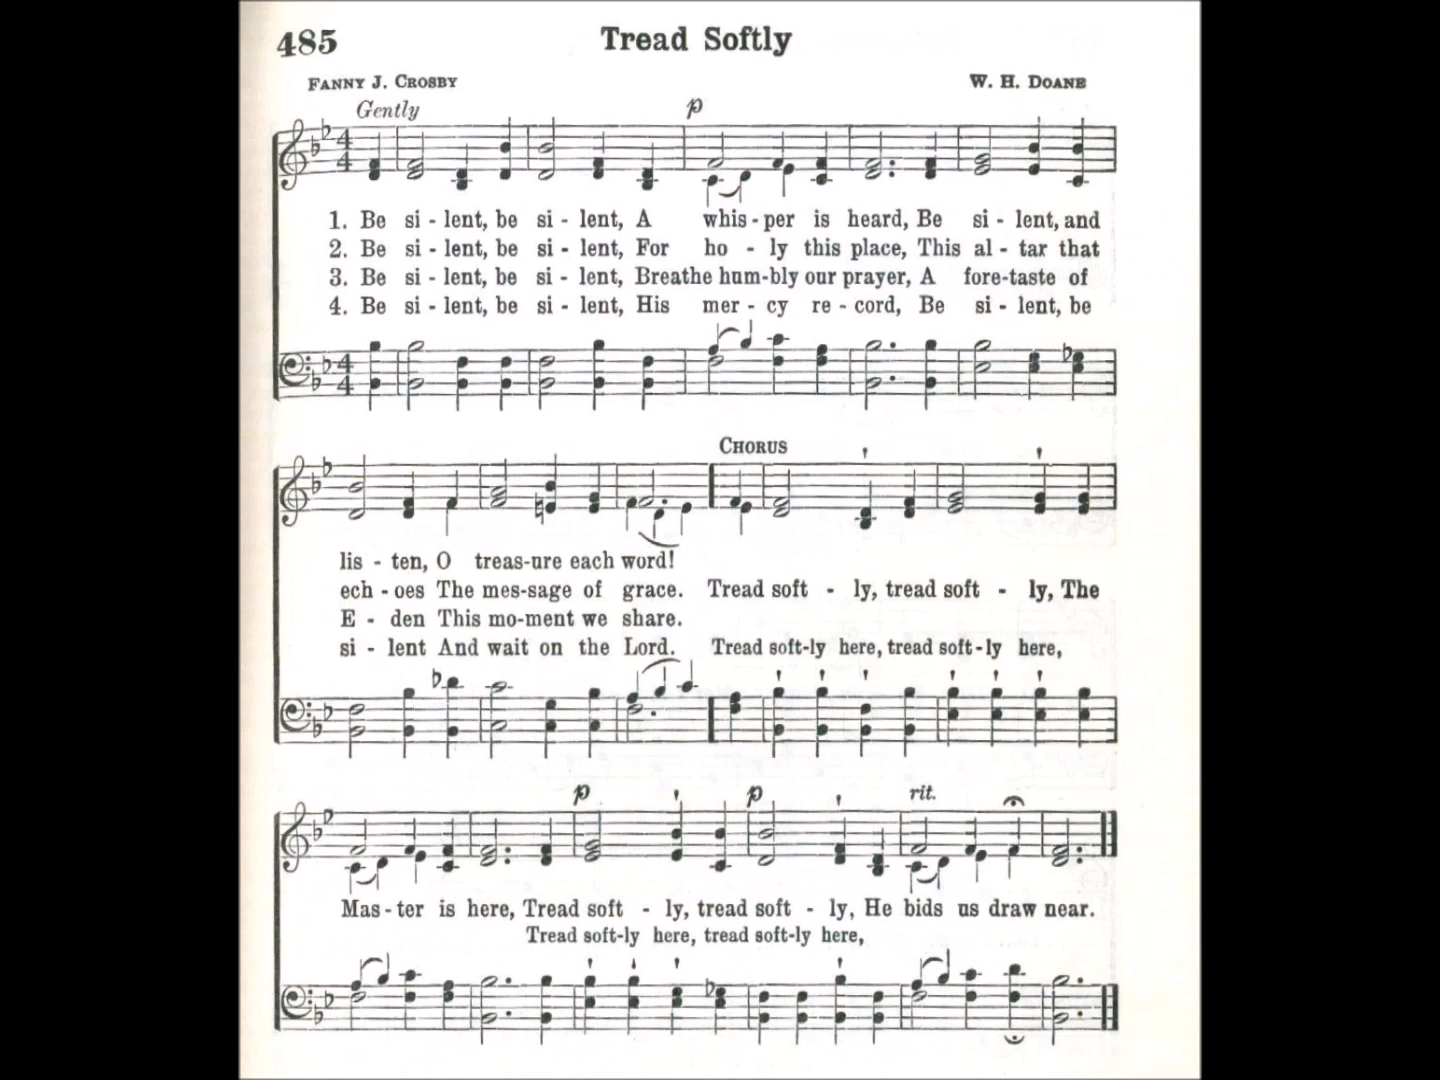 485 Tread Softly
FANNY J. CROSBY W. H. DOANE
Gently p
1. Be si - lent, be si - lent, A whis - per is heard, Be si - lent, and
2. Be si - lent, be si - lent, For ho - ly this place, This al - tar that
3. Be si - lent, be si - lent, Breathe hum-bly our prayer, A fore-taste of
4. Be si - lent, be si - lent, His mer - cy re - cord, Be si - lent, be
CHORUS
lis - ten, O treas-ure each word!
ech - oes The mes-sage of grace. Tread soft - ly, tread soft - ly, The
E - den This mo-ment we share.
si - lent And wait on the Lord. Tread soft-ly here, tread soft-ly here,
p p rit.
Mas - ter is here, Tread soft - ly, tread soft - ly, He bids us draw near.
Tread soft-ly here, tread soft-ly here,